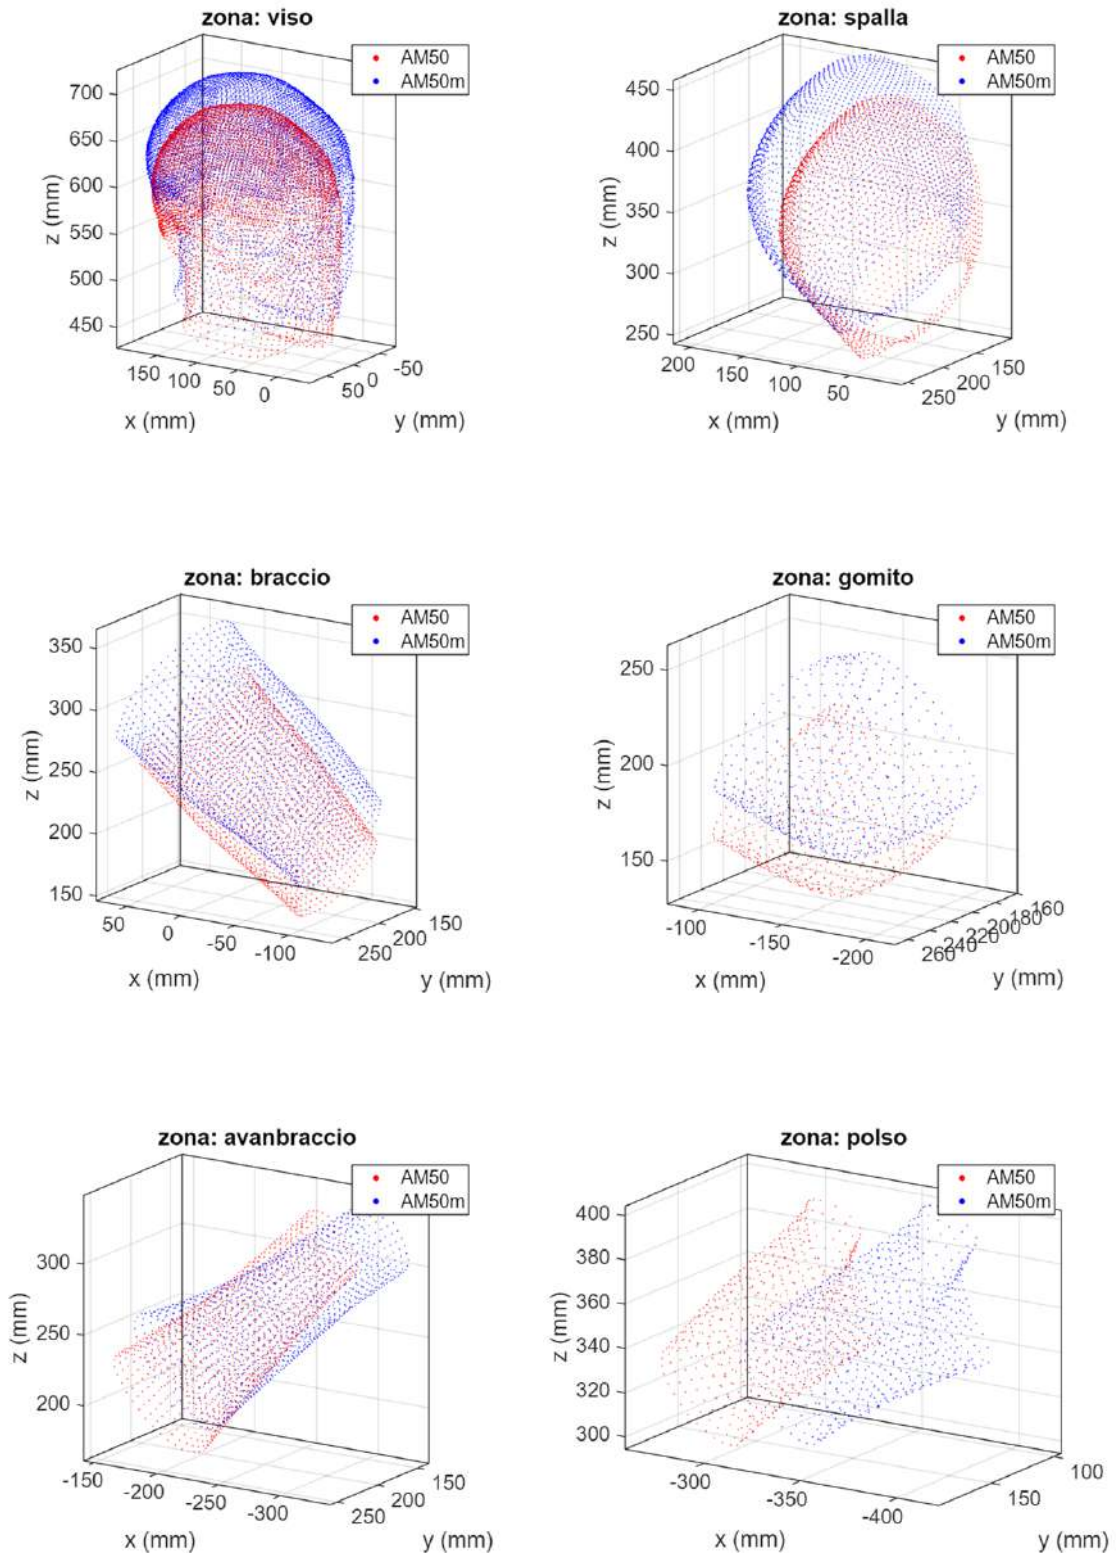 zona: viso
AM50
AM50m
700
650
600
550
500
450
z (mm)
150
100
50
0
x (mm)
50
0
-50
y (mm)
zona: spalla
AM50
AM50m
450
400
350
300
250
z (mm)
200
150
100
50
x (mm)
250
200
150
y (mm)
zona: braccio
AM50
AM50m
350
300
250
200
150
z (mm)
50
0
-50
-100
x (mm)
250
200
150
y (mm)
zona: gomito
AM50
AM50m
250
200
150
z (mm)
-100
-150
-200
x (mm)
260
240
220
200
180
160
y (mm)
zona: avanbraccio
AM50
AM50m
300
250
200
z (mm)
-150
-200
-250
-300
x (mm)
250
200
150
y (mm)
zona: polso
AM50
AM50m
400
380
360
340
320
300
z (mm)
-300
-350
-400
x (mm)
150
100
y (mm)